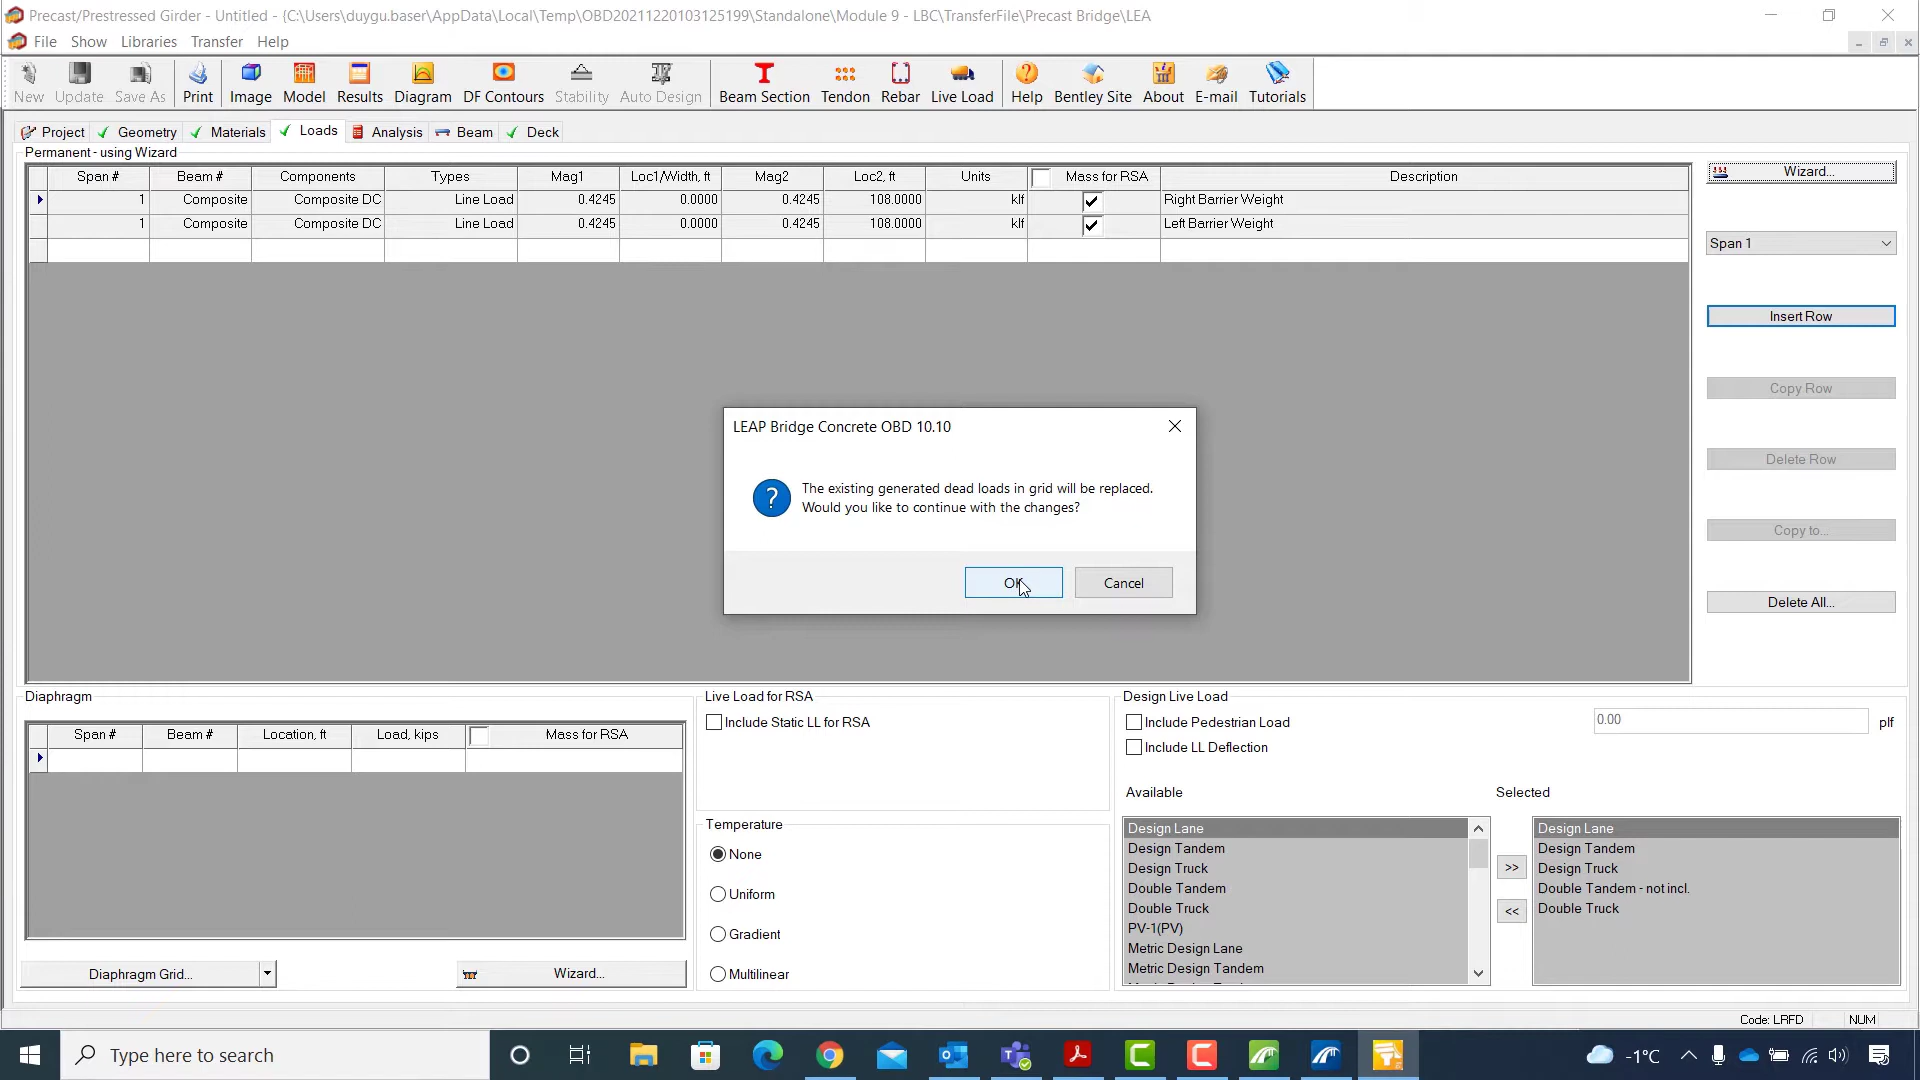 Precast/Prestressed Girder - Untitled - {C:\Users\duygu.baser\AppData\Local\Temp\OBD20211220103125199\Standalone\Module 9 - LBC\TransferFile\Precast Bridge\LEA
File Show Libraries Transfer Help
New Update Save As Print Image Model Results Diagram DF Contours Stability Auto Design Beam Section Tendon Rebar Live Load Help Bentley Site About E-mail Tutorials
Project Geometry Materials Loads Analysis Beam Deck
Permanent - using Wizard
Span # Beam # Components Types Mag1 Loc1/Width, ft Mag2 Loc2, ft Units Mass for RSA Description
1 Composite Composite DC Line Load 0.4245 0.0000 0.4245 108.0000 klf Right Barrier Weight
1 Composite Composite DC Line Load 0.4245 0.0000 0.4245 108.0000 klf Left Barrier Weight
Wizard...
Span 1
Insert Row
Copy Row
Delete Row
Copy to...
Delete All...
LEAP Bridge Concrete OBD 10.10
?
The existing generated dead loads in grid will be replaced.
Would you like to continue with the changes?
OK Cancel
Diaphragm
Span # Beam # Location, ft Load, kips Mass for RSA
Diaphragm Grid... Wizard...
Live Load for RSA
Include Static LL for RSA
Temperature
None
Uniform
Gradient
Multilinear
Design Live Load
Include Pedestrian Load 0.00 plf
Include LL Deflection
Available Selected
Design Lane
Design Tandem
Design Truck
Double Tandem
Double Truck
PV-1(PV)
Metric Design Lane
Metric Design Tandem
>>
<<
Design Lane
Design Tandem
Design Truck
Double Tandem - not incl.
Double Truck
Code: LRFD NUM
Type here to search
-1°C